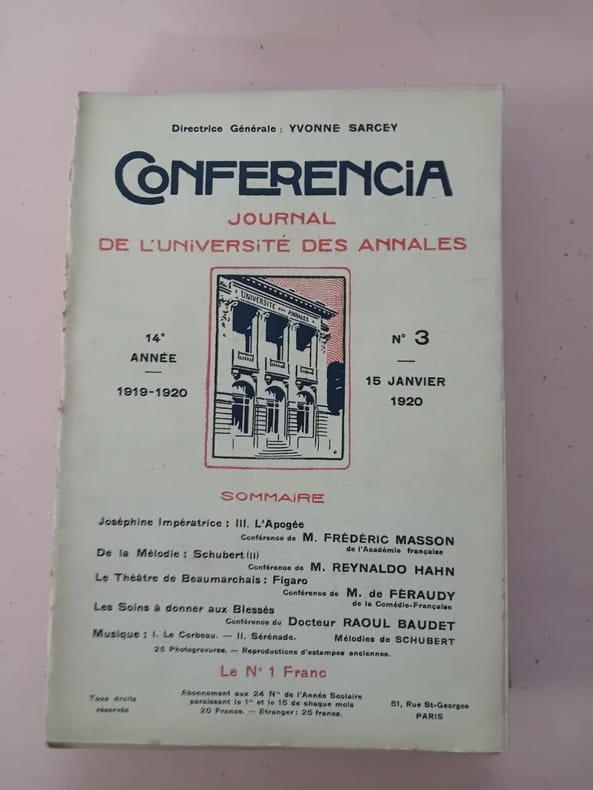 Directrice Générale : YVONNE SARCEY
CONFERENCIA
JOURNAL
DE L'UNIVERSITÉ DES ANNALES
UNIVERSITÉ DES ANNALES
14e
ANNÉE
1919-1920
N° 3
15 JANVIER
1920
SOMMAIRE
Joséphine Impératrice : III. L'Apogée
Conférence de M. FRÉDÉRIC MASSON
de l'Académie française
De la Mélodie : Schubert (II)
Conférence de M. REYNALDO HAHN
Le Théâtre de Beaumarchais : Figaro
Conférence de M. de FÉRAUDY
de la Comédie-Française
Les Soins à donner aux Blessés
Conférence du Docteur RAOUL BAUDET
Musique : I. Le Corbeau. — II. Sérénade. Mélodies de SCHUBERT
25 Photogravures. — Reproductions d'estampes anciennes.
Le N° 1 Franc
Tous droits
réservés
Abonnement aux 24 Nos de l'Année Scolaire
paraissant le 1er et le 15 de chaque mois
20 Francs. — Etranger : 25 francs.
51, Rue St-Georges
PARIS